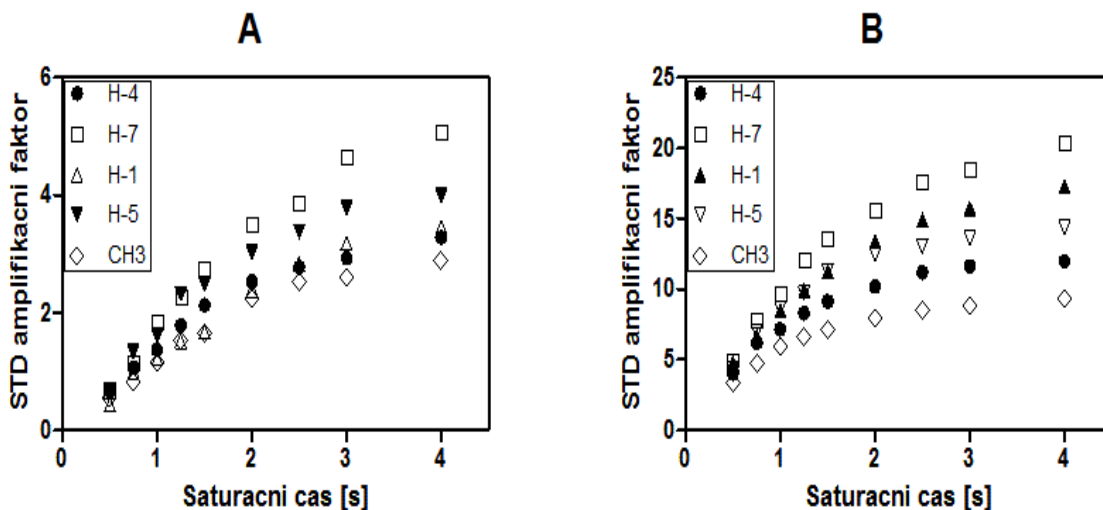 A
STD amplifikacni faktor
6
4
2
0
H-4
H-7
H-1
H-5
CH3
0 1 2 3 4
Saturacni cas [s]
B
STD amplifikacni faktor
25
20
15
10
5
0
H-4
H-7
H-1
H-5
CH3
0 1 2 3 4
Saturacni cas [s]